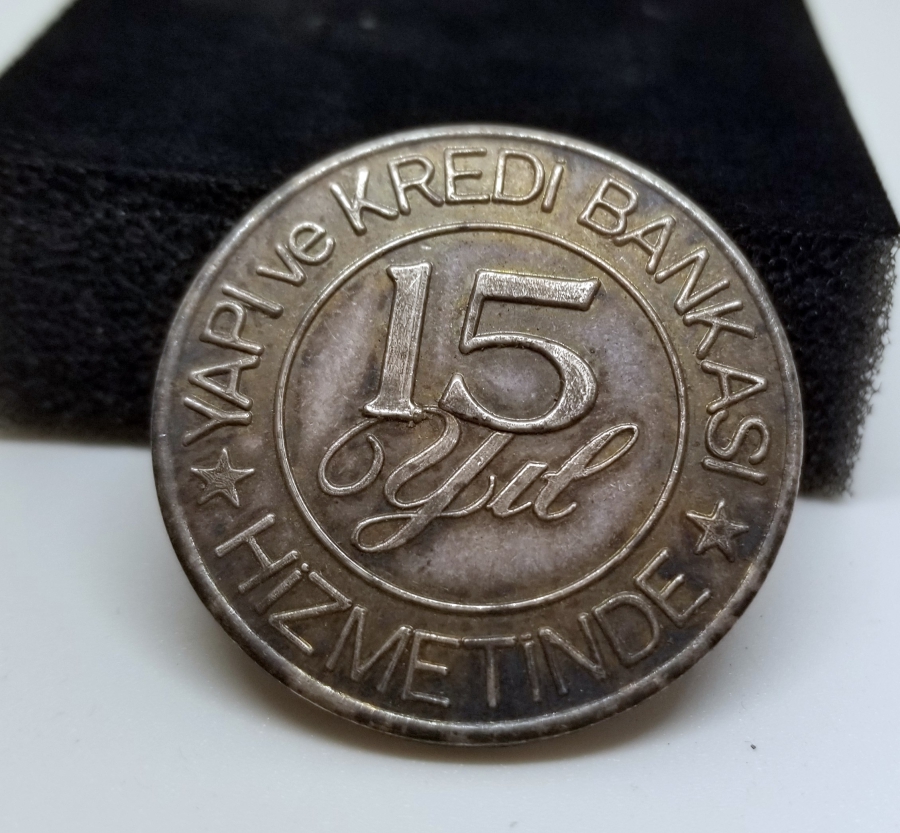 YAPI ve KREDİ BANKASI
15
Yıl
HİZMETİNDE